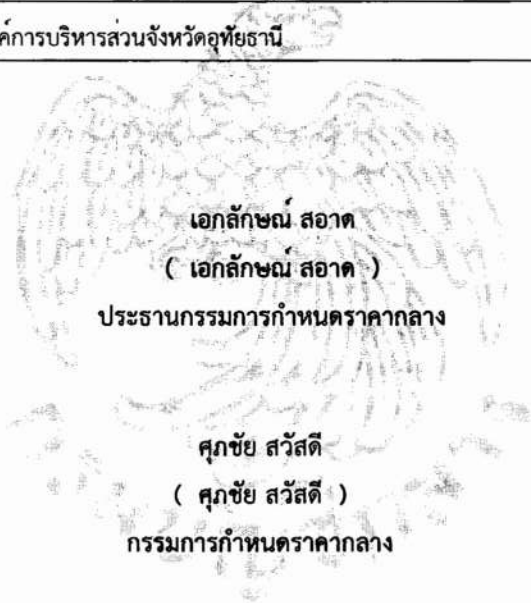 ค์การบริหารส่วนจังหวัดอุทัยธานี
เอกลักษณ์ สอาด
( เอกลักษณ์ สอาด )
ประธานกรรมการกำหนดราคากลาง
ศุภชัย สวัสดี
( ศุภชัย สวัสดี )
กรรมการกำหนดราคากลาง